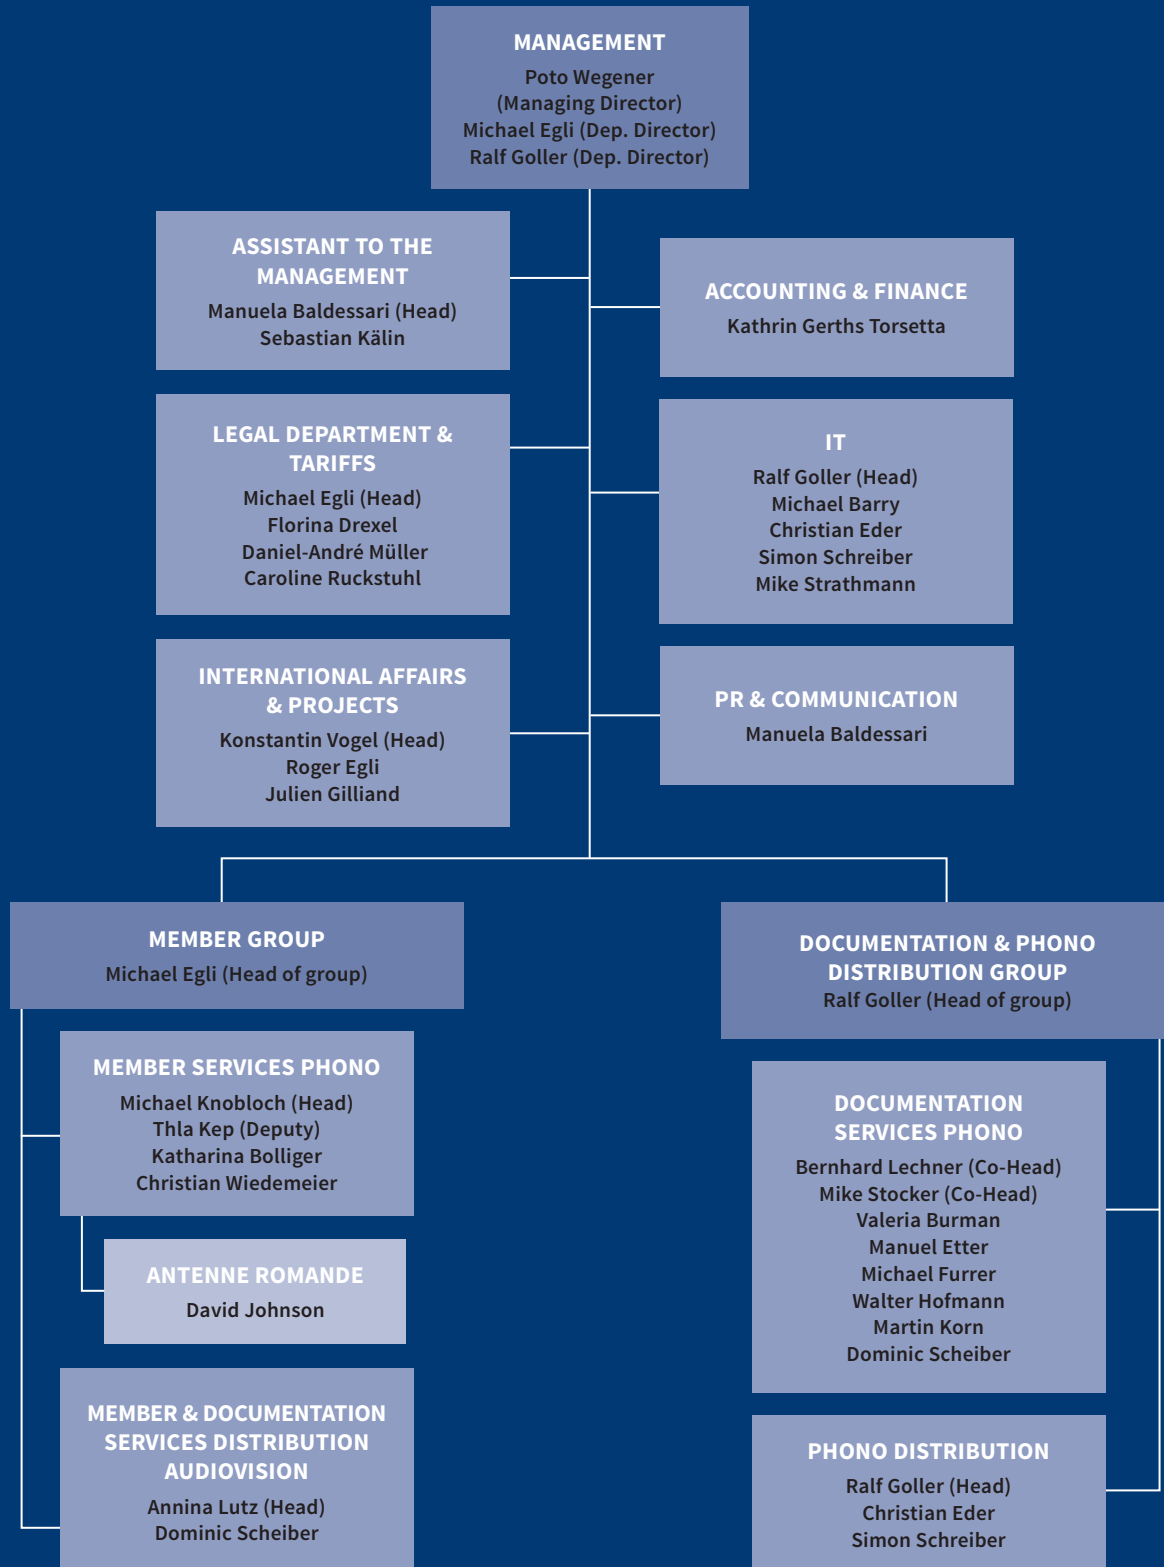 MANAGEMENT
Poto Wegener
(Managing Director)
Michael Egli (Dep. Director)
Ralf Goller (Dep. Director)
ASSISTANT TO THE
MANAGEMENT
Manuela Baldessari (Head)
Sebastian Kälin
ACCOUNTING & FINANCE
Kathrin Gerths Torsetta
LEGAL DEPARTMENT &
TARIFFS
Michael Egli (Head)
Florina Drexel
Daniel-André Müller
Caroline Ruckstuhl
IT
Ralf Goller (Head)
Michael Barry
Christian Eder
Simon Schreiber
Mike Strathmann
INTERNATIONAL AFFAIRS
& PROJECTS
Konstantin Vogel (Head)
Roger Egli
Julien Gilliand
PR & COMMUNICATION
Manuela Baldessari
MEMBER GROUP
Michael Egli (Head of group)
MEMBER SERVICES PHONO
Michael Knobloch (Head)
Thla Kep (Deputy)
Katharina Bolliger
Christian Wiedemeier
ANTENNE ROMANDE
David Johnson
MEMBER & DOCUMENTATION
SERVICES DISTRIBUTION
AUDIOVISION
Annina Lutz (Head)
Dominic Scheiber
DOCUMENTATION & PHONO
DISTRIBUTION GROUP
Ralf Goller (Head of group)
DOCUMENTATION
SERVICES PHONO
Bernhard Lechner (Co-Head)
Mike Stocker (Co-Head)
Valeria Burman
Manuel Etter
Michael Furrer
Walter Hofmann
Martin Korn
Dominic Scheiber
PHONO DISTRIBUTION
Ralf Goller (Head)
Christian Eder
Simon Schreiber